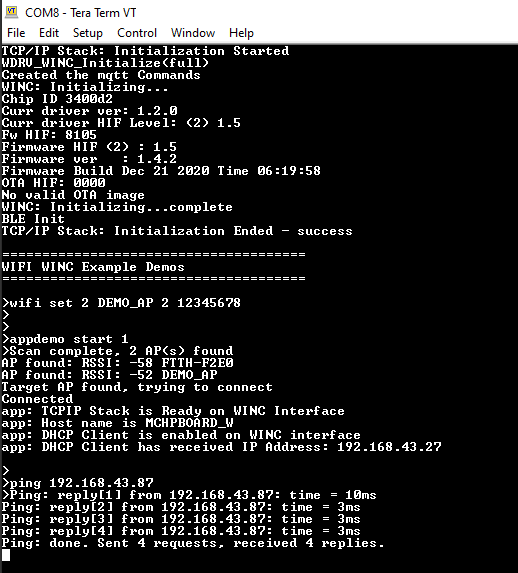 COM8 - Tera Term VT
File Edit Setup Control Window Help
TCP/IP Stack: Initialization Started
WDRV_WINC_Initialize(full)
Created the mqtt Commands
WINC: Initializing...
Chip ID 3400d2
Curr driver ver: 1.2.0
Curr driver HIF Level: (2) 1.5
Fw HIF: 8105
Firmware HIF (2) : 1.5
Firmware ver   : 1.4.2
Firmware Build Dec 21 2020 Time 06:19:58
OTA HIF: 0000
No valid OTA image
WINC: Initializing...complete
BLE Init
TCP/IP Stack: Initialization Ended - success
======================================
WIFI WINC Example Demos
======================================
>wifi set 2 DEMO_AP 2 12345678
>
>
>appdemo start 1
>Scan complete, 2 AP(s) found
AP found: RSSI: -58 FTTH-F2E0
AP found: RSSI: -52 DEMO_AP
Target AP found, trying to connect
Connected
app: TCPIP Stack is Ready on WINC Interface
app: Host name is MCHPBOARD_W
app: DHCP Client is enabled on WINC interface
app: DHCP Client has received IP Address: 192.168.43.27
>
>ping 192.168.43.87
>Ping: reply[1] from 192.168.43.87: time = 10ms
Ping: reply[2] from 192.168.43.87: time = 3ms
Ping: reply[3] from 192.168.43.87: time = 3ms
Ping: reply[4] from 192.168.43.87: time = 3ms
Ping: done. Sent 4 requests, received 4 replies.